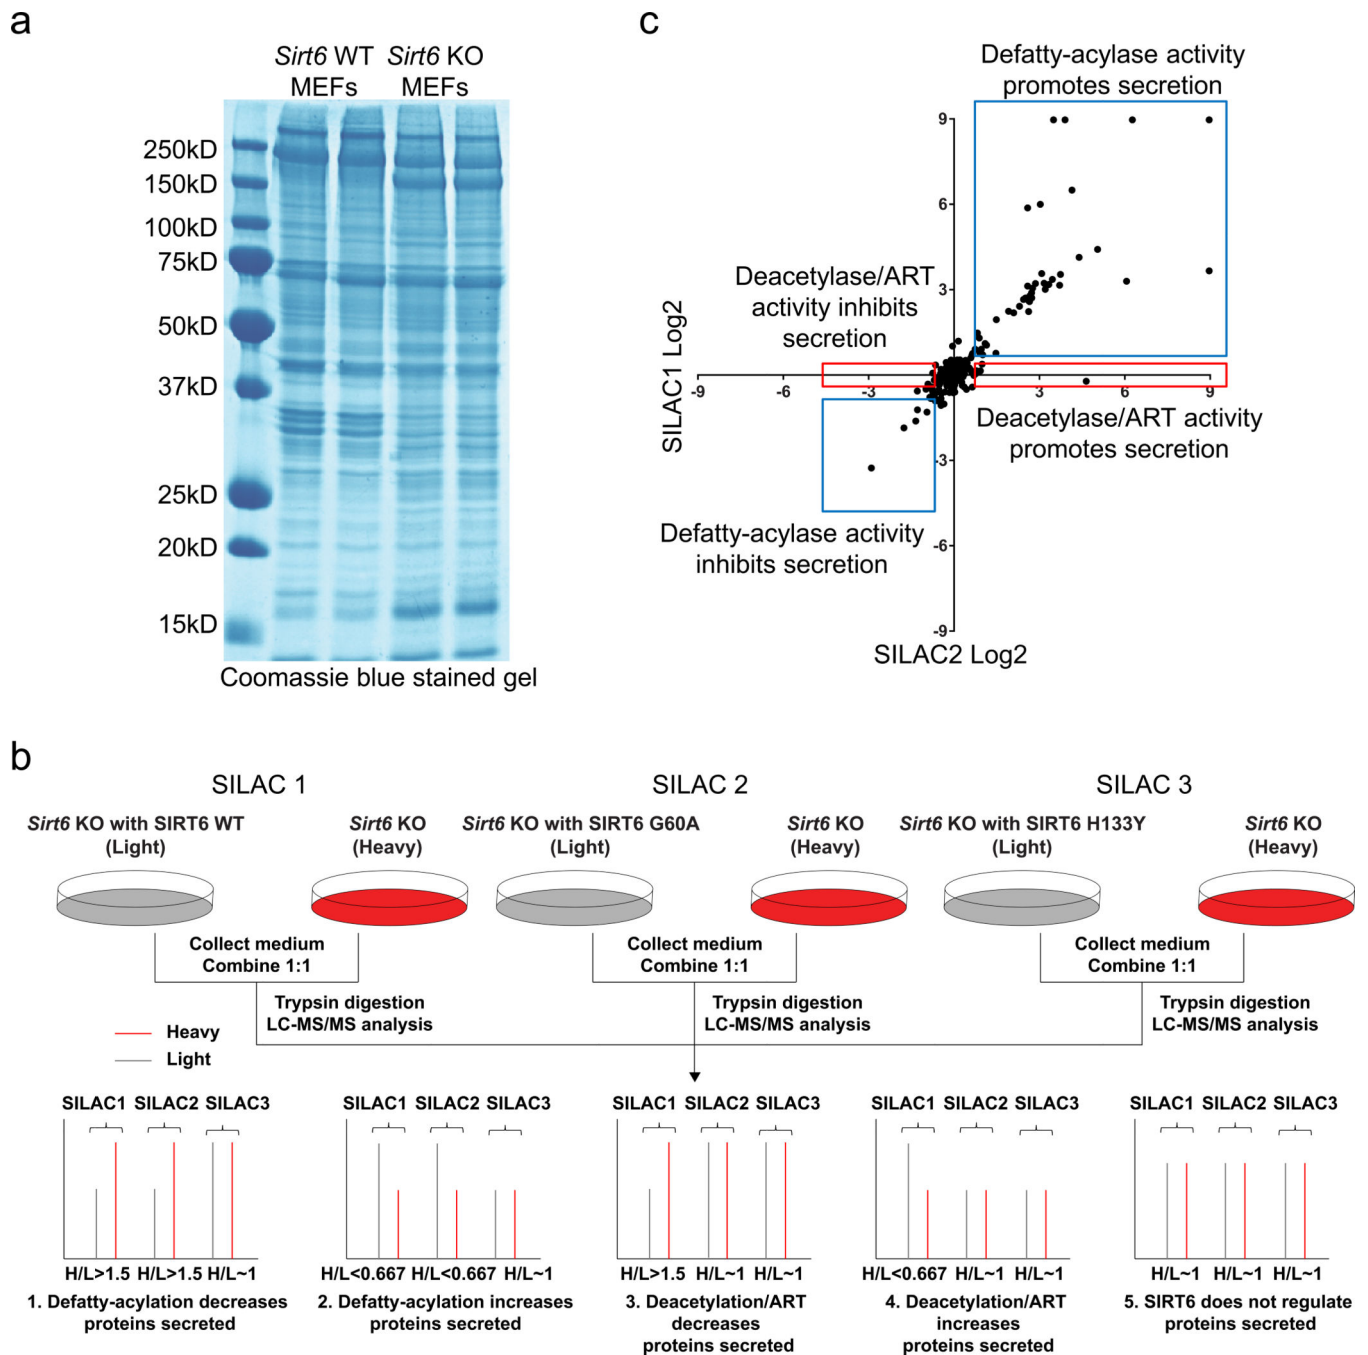 a
Sirt6 WT Sirt6 KO
MEFs MEFs
250kD
150kD
100kD
75kD
50kD
37kD
25kD
20kD
15kD
Coomassie blue stained gel
c
Defatty-acylase activity
promotes secretion
Deacetylase/ART
activity inhibits
secretion
Deacetylase/ART activity
promotes secretion
Defatty-acylase activity
inhibits secretion
SILAC1 Log2
9
6
3
-3
-6
-9
-9 -6 -3 3 6 9
SILAC2 Log2
b
SILAC 1
SILAC 2
SILAC 3
Sirt6 KO with SIRT6 WT
(Light)
Sirt6 KO
(Heavy)
Sirt6 KO with SIRT6 G60A
(Light)
Sirt6 KO
(Heavy)
Sirt6 KO with SIRT6 H133Y
(Light)
Sirt6 KO
(Heavy)
Collect medium
Combine 1:1
Collect medium
Combine 1:1
Collect medium
Combine 1:1
Trypsin digestion
LC-MS/MS analysis
Trypsin digestion
LC-MS/MS analysis
Trypsin digestion
LC-MS/MS analysis
Heavy
Light
SILAC1 SILAC2 SILAC3
H/L>1.5 H/L>1.5 H/L~1
1. Defatty-acylation decreases
proteins secreted
SILAC1 SILAC2 SILAC3
H/L<0.667 H/L<0.667 H/L~1
2. Defatty-acylation increases
proteins secreted
SILAC1 SILAC2 SILAC3
H/L>1.5 H/L~1 H/L~1
3. Deacetylation/ART
decreases
proteins secreted
SILAC1 SILAC2 SILAC3
H/L<0.667 H/L~1 H/L~1
4. Deacetylation/ART
increases
proteins secreted
SILAC1 SILAC2 SILAC3
H/L~1 H/L~1 H/L~1
5. SIRT6 does not regulate
proteins secreted